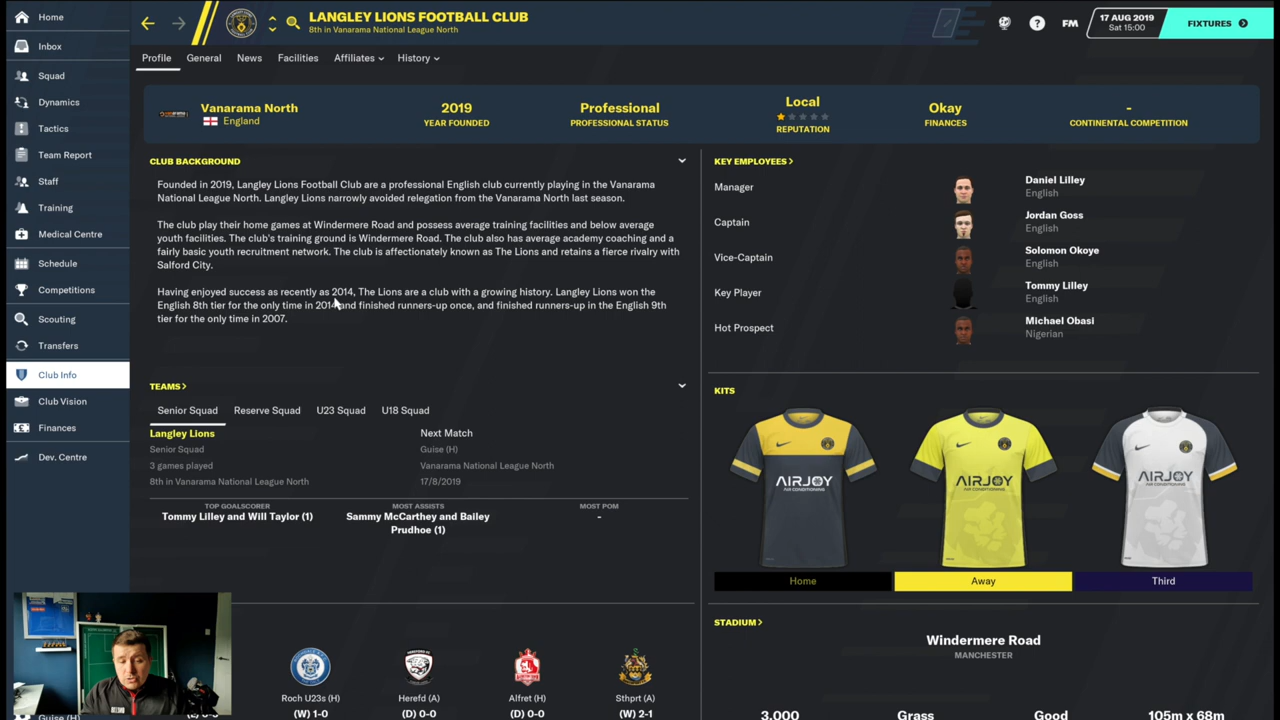 Home
Inbox
Squad
Dynamics
Tactics
Team Report
Staff
Training
Medical Centre
Schedule
Competitions
Scouting
Transfers
Club Info
Club Vision
Finances
Dev. Centre
LANGLEY LIONS FOOTBALL CLUB
8th in Vanarama National League North
?
FM
17 AUG 2019
Sat 15:00
FIXTURES
Profile
General
News
Facilities
Affiliates
History
Vanarama North
England
2019
YEAR FOUNDED
Professional
PROFESSIONAL STATUS
Local
REPUTATION
Okay
FINANCES
-
CONTINENTAL COMPETITION
CLUB BACKGROUND
Founded in 2019, Langley Lions Football Club are a professional English club currently playing in the Vanarama
National League North. Langley Lions narrowly avoided relegation from the Vanarama North last season.
The club play their home games at Windermere Road and possess average training facilities and below average
youth facilities. The club's training ground is Windermere Road. The club also has average academy coaching and a
fairly basic youth recruitment network. The club is affectionately known as The Lions and retains a fierce rivalry with
Salford City.
Having enjoyed success as recently as 2014, The Lions are a club with a growing history. Langley Lions won the
English 8th tier for the only time in 2014 and finished runners-up once, and finished runners-up in the English 9th
tier for the only time in 2007.
TEAMS >
Senior Squad
Reserve Squad
U23 Squad
U18 Squad
Langley Lions
Senior Squad
3 games played
8th in Vanarama National League North
Next Match
Guise (H)
Vanarama National League North
17/8/2019
TOP GOALSCORER
Tommy Lilley and Will Taylor (1)
MOST ASSISTS
Sammy McCarthey and Bailey
Prudhoe (1)
MOST POM
-
Roch U23s (H)
(W) 1-0
Herefd (A)
(D) 0-0
Alfret (H)
(D) 0-0
Sthprt (A)
(W) 2-1
Guise (H)
KEY EMPLOYEES >
Manager
Daniel Lilley
English
Captain
Jordan Goss
English
Vice-Captain
Solomon Okoye
English
Key Player
Tommy Lilley
English
Hot Prospect
Michael Obasi
Nigerian
KITS
AIRJOY
AIR CONDITIONING
AIRJOY
AIR CONDITIONING
AIRJOY
AIR CONDITIONING
Home
Away
Third
STADIUM >
Windermere Road
MANCHESTER
3,000
Grass
Good
105m x 68m